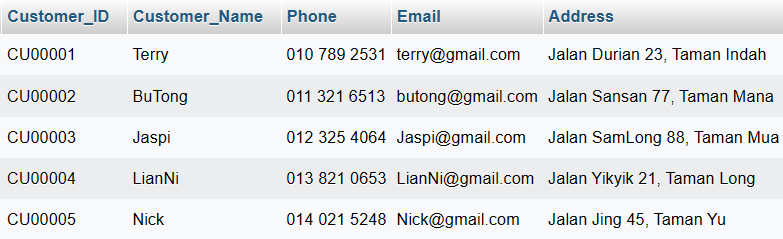 Customer_ID Customer_Name Phone Email Address
CU00001 Terry 010 789 2531 terry@gmail.com Jalan Durian 23, Taman Indah
CU00002 BuTong 011 321 6513 butong@gmail.com Jalan Sansan 77, Taman Mana
CU00003 Jaspi 012 325 4064 Jaspi@gmail.com Jalan SamLong 88, Taman Mua
CU00004 LianNi 013 821 0653 LianNi@gmail.com Jalan Yikyik 21, Taman Long
CU00005 Nick 014 021 5248 Nick@gmail.com Jalan Jing 45, Taman Yu